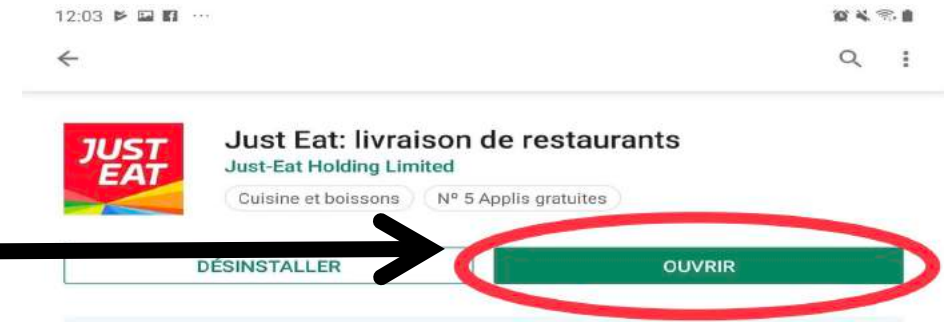 12:03
JUST
EAT
Just Eat: livraison de restaurants
Just-Eat Holding Limited
Cuisine et boissons Nº 5 Applis gratuites
DÉSINSTALLER OUVRIR